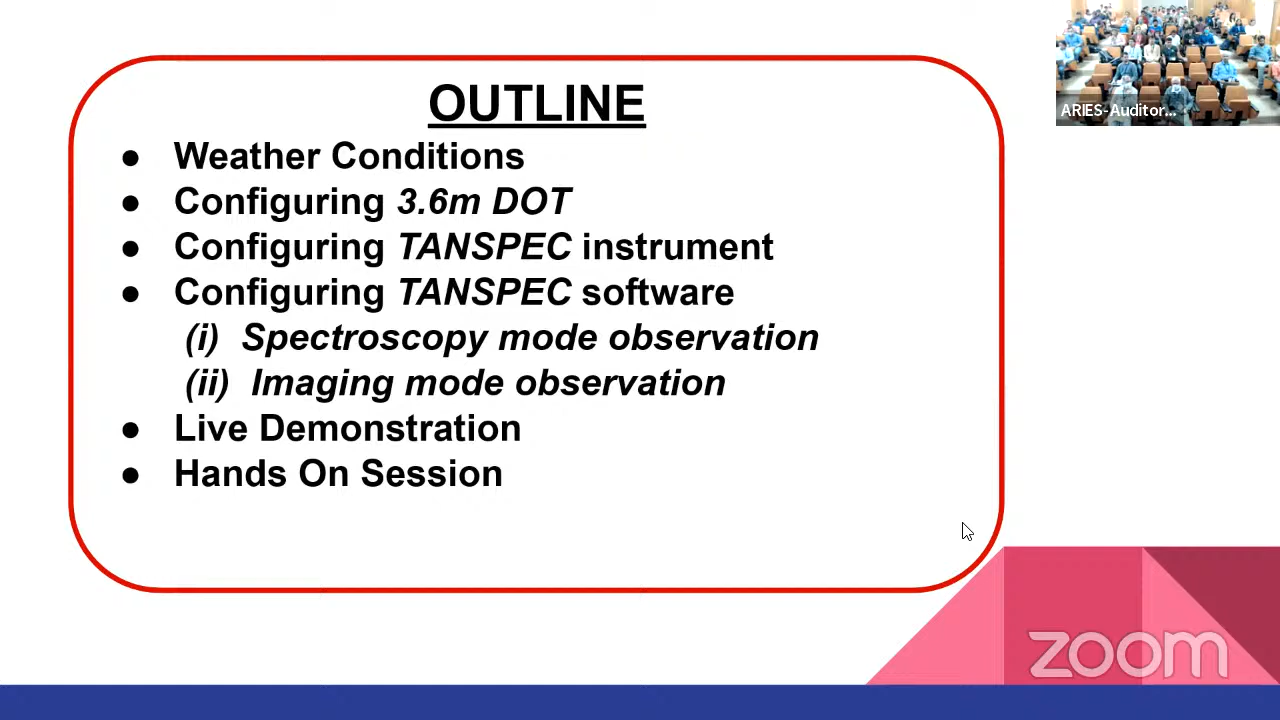 OUTLINE
● Weather Conditions
● Configuring 3.6m DOT
● Configuring TANSPEC instrument
● Configuring TANSPEC software
(i) Spectroscopy mode observation
(ii) Imaging mode observation
● Live Demonstration
● Hands On Session
ARIES-Auditor...
zoom